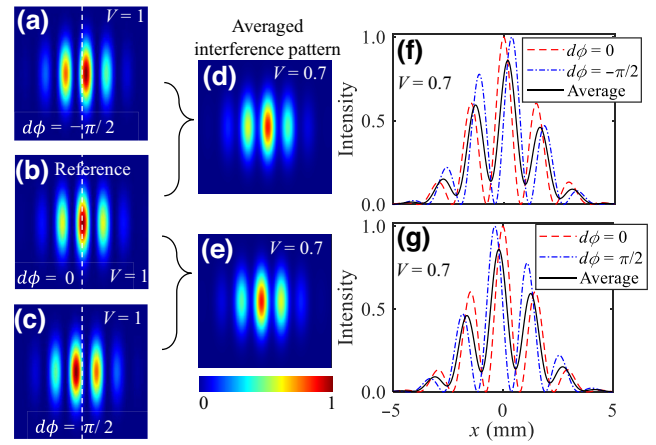 (a)
V = 1
dϕ = −π/2
(b)
Reference
dϕ = 0
V = 1
(c)
V = 1
dϕ = π/2
Averaged
interference pattern
(d)
V = 0.7
(e)
V = 0.7
0
1
(f)
V = 0.7
dϕ = 0
dϕ = −π/2
Average
Intensity
1.0
0.5
0.0
(g)
V = 0.7
dϕ = 0
dϕ = π/2
Average
Intensity
1.0
0.5
0.0
−5
0
5
x (mm)